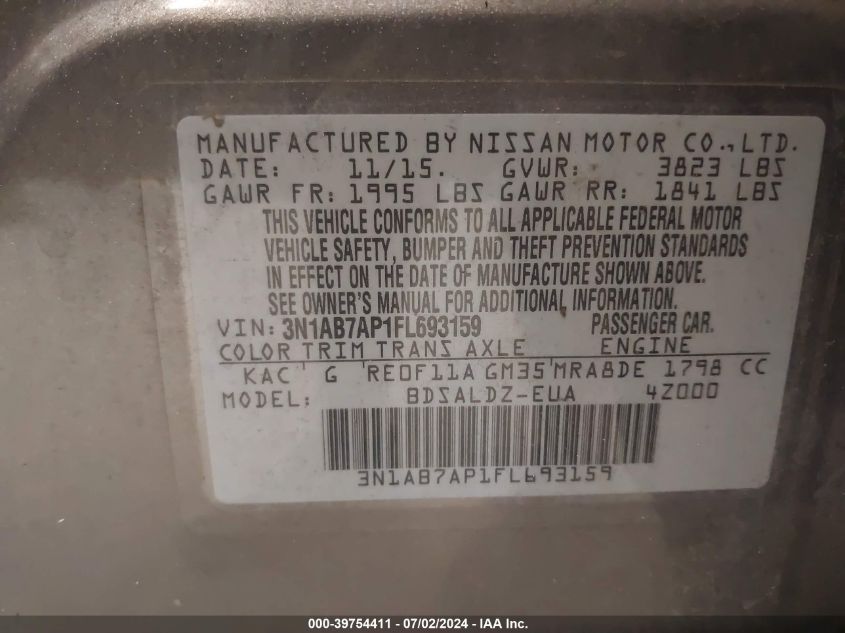 MANUFACTURED BY NISSAN MOTOR CO.,LTD.
DATE: 11/15. GVWR: 3823 LBS
GAWR FR: 1995 LBS GAWR RR: 1841 LBS
THIS VEHICLE CONFORMS TO ALL APPLICABLE FEDERAL MOTOR
VEHICLE SAFETY, BUMPER AND THEFT PREVENTION STANDARDS
IN EFFECT ON THE DATE OF MANUFACTURE SHOWN ABOVE.
SEE OWNER'S MANUAL FOR ADDITIONAL INFORMATION.
VIN: 3N1AB7AP1FL693159 PASSENGER CAR.
COLOR TRIM TRANS AXLE ENGINE
KAC G RE0F11A GM35 MRA8DE 1798 CC
MODEL: BDSALDZ-EUA 4Z000
3N1AB7AP1FL693159
000-39754411 - 07/02/2024 - IAA Inc.